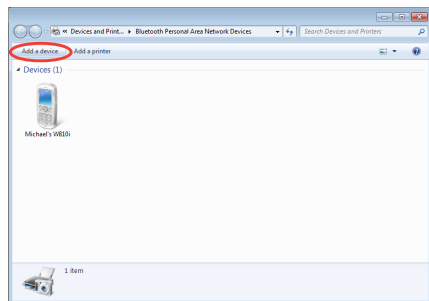 « Devices and Print... ▸ Bluetooth Personal Area Network Devices
Search Devices and Printers
Add a device
Add a printer
Devices (1)
Michael's W810i
1 item